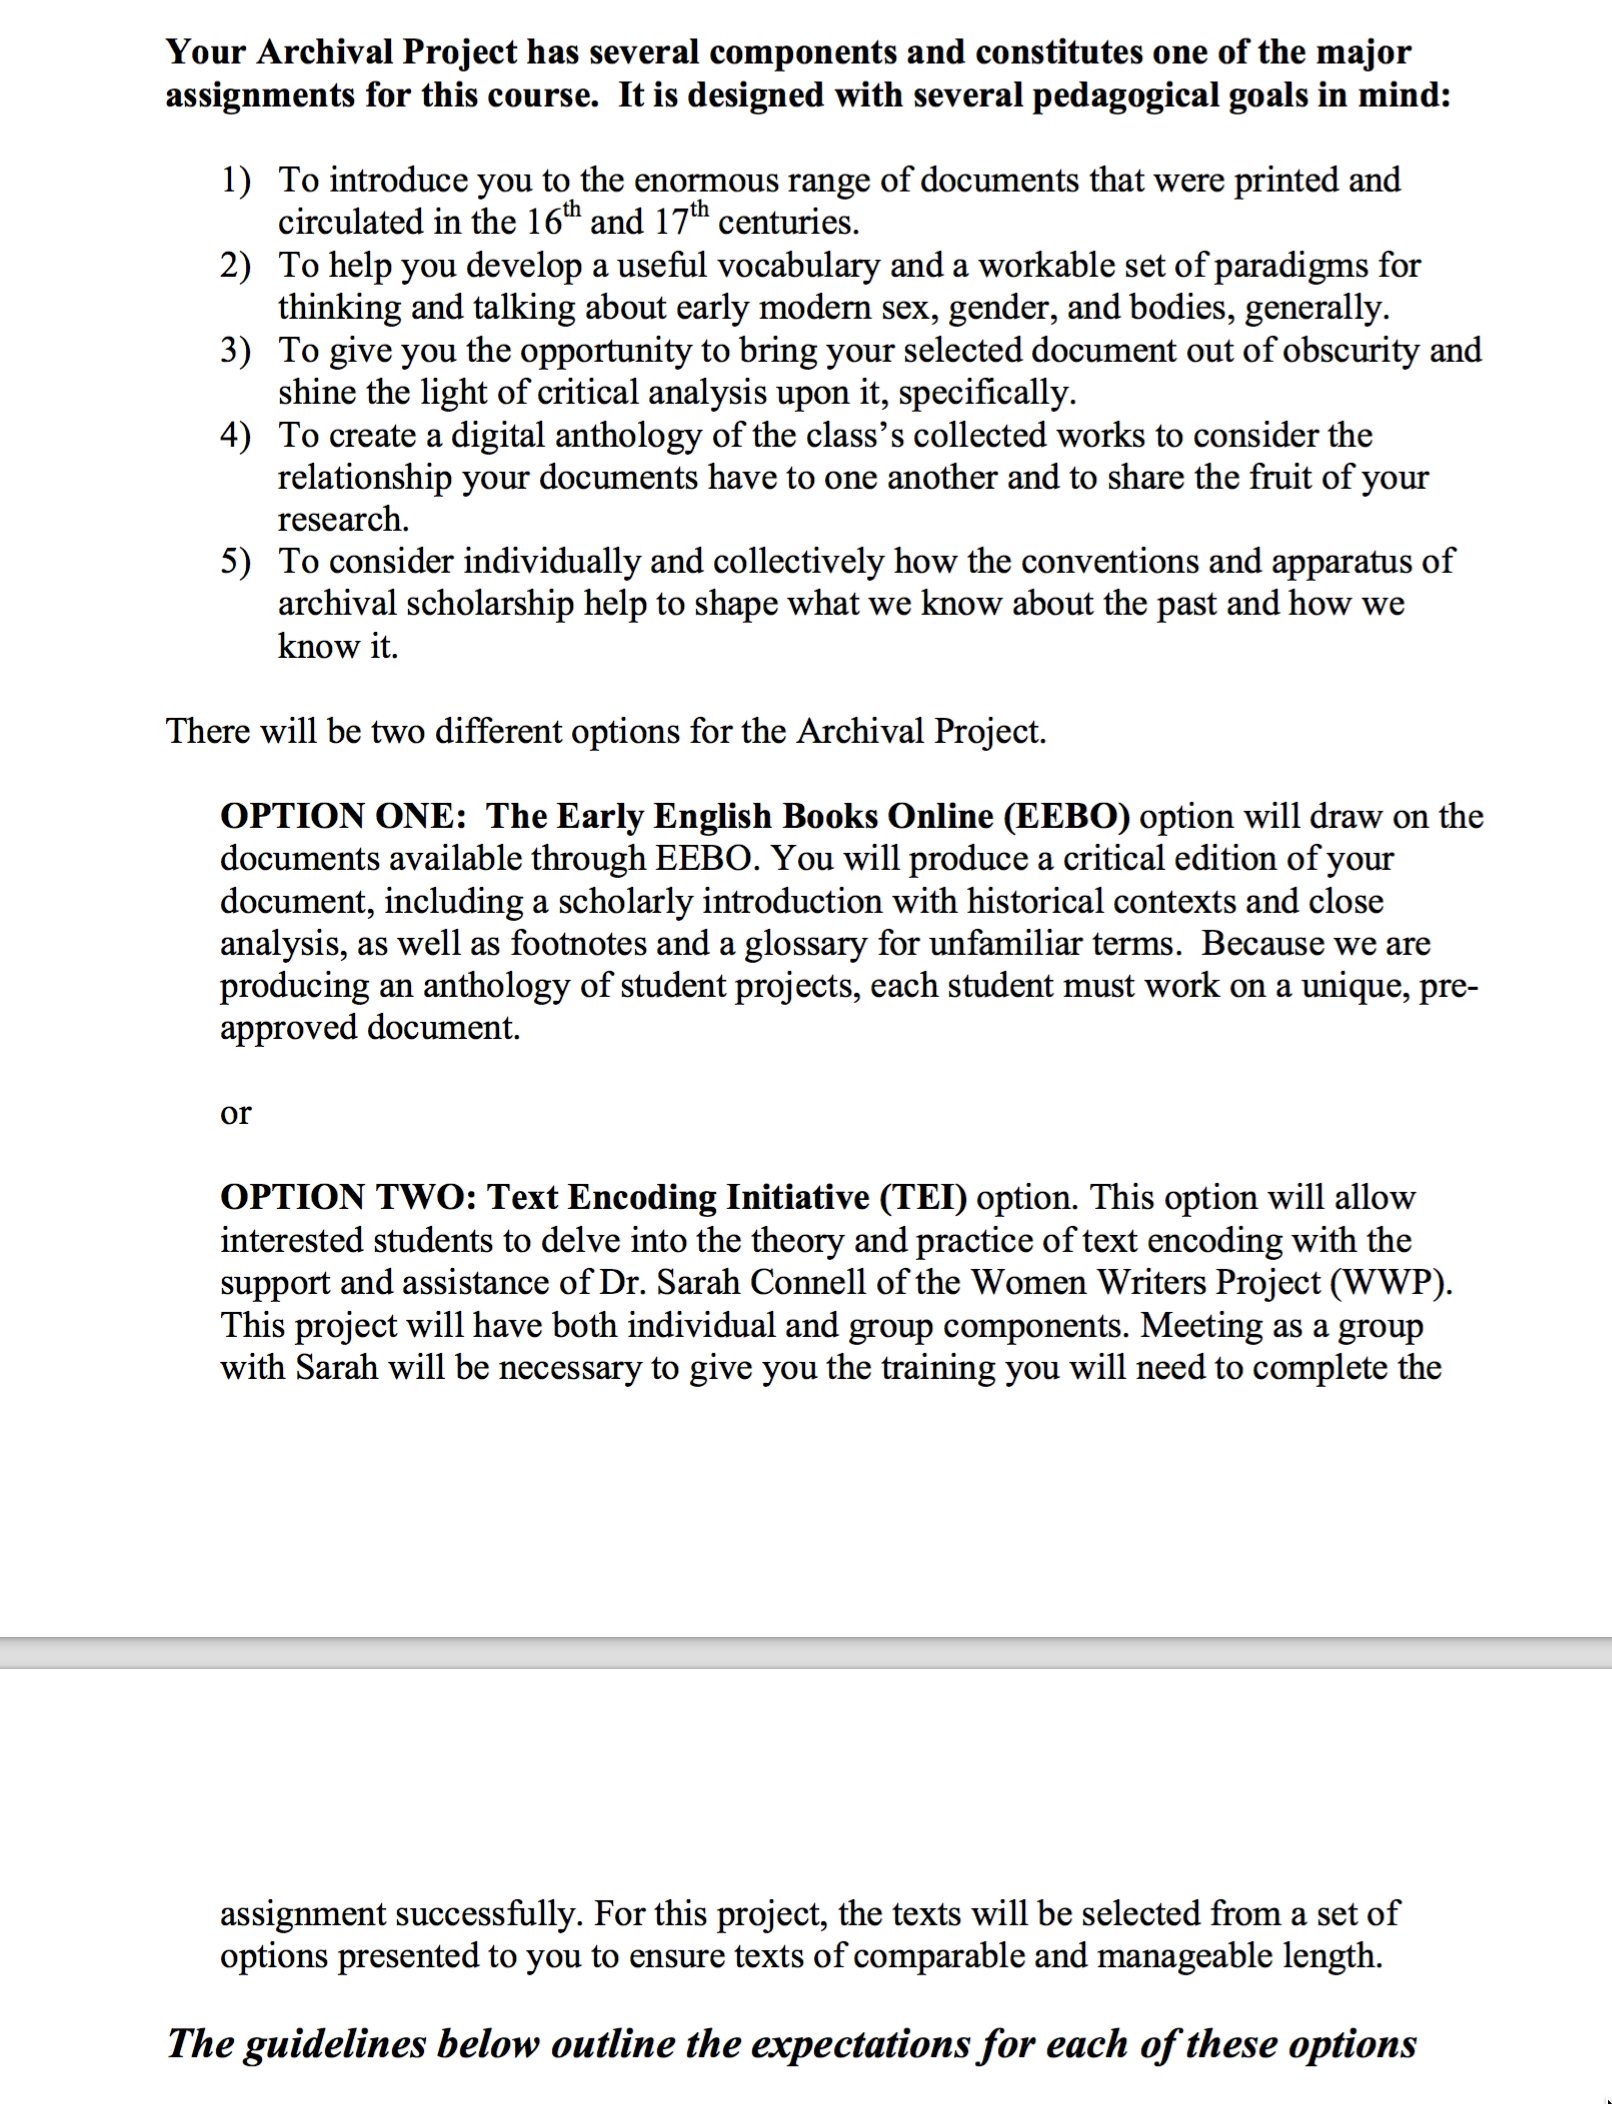 Your Archival Project has several components and constitutes one of the major
assignments for this course.  It is designed with several pedagogical goals in mind:
1) To introduce you to the enormous range of documents that were printed and
circulated in the 16th and 17th centuries.
2) To help you develop a useful vocabulary and a workable set of paradigms for
thinking and talking about early modern sex, gender, and bodies, generally.
3) To give you the opportunity to bring your selected document out of obscurity and
shine the light of critical analysis upon it, specifically.
4) To create a digital anthology of the class’s collected works to consider the
relationship your documents have to one another and to share the fruit of your
research.
5) To consider individually and collectively how the conventions and apparatus of
archival scholarship help to shape what we know about the past and how we
know it.
There will be two different options for the Archival Project.
OPTION ONE:  The Early English Books Online (EEBO) option will draw on the
documents available through EEBO. You will produce a critical edition of your
document, including a scholarly introduction with historical contexts and close
analysis, as well as footnotes and a glossary for unfamiliar terms.  Because we are
producing an anthology of student projects, each student must work on a unique, pre-
approved document.
or
OPTION TWO: Text Encoding Initiative (TEI) option. This option will allow
interested students to delve into the theory and practice of text encoding with the
support and assistance of Dr. Sarah Connell of the Women Writers Project (WWP).
This project will have both individual and group components. Meeting as a group
with Sarah will be necessary to give you the training you will need to complete the
assignment successfully. For this project, the texts will be selected from a set of
options presented to you to ensure texts of comparable and manageable length.
The guidelines below outline the expectations for each of these options